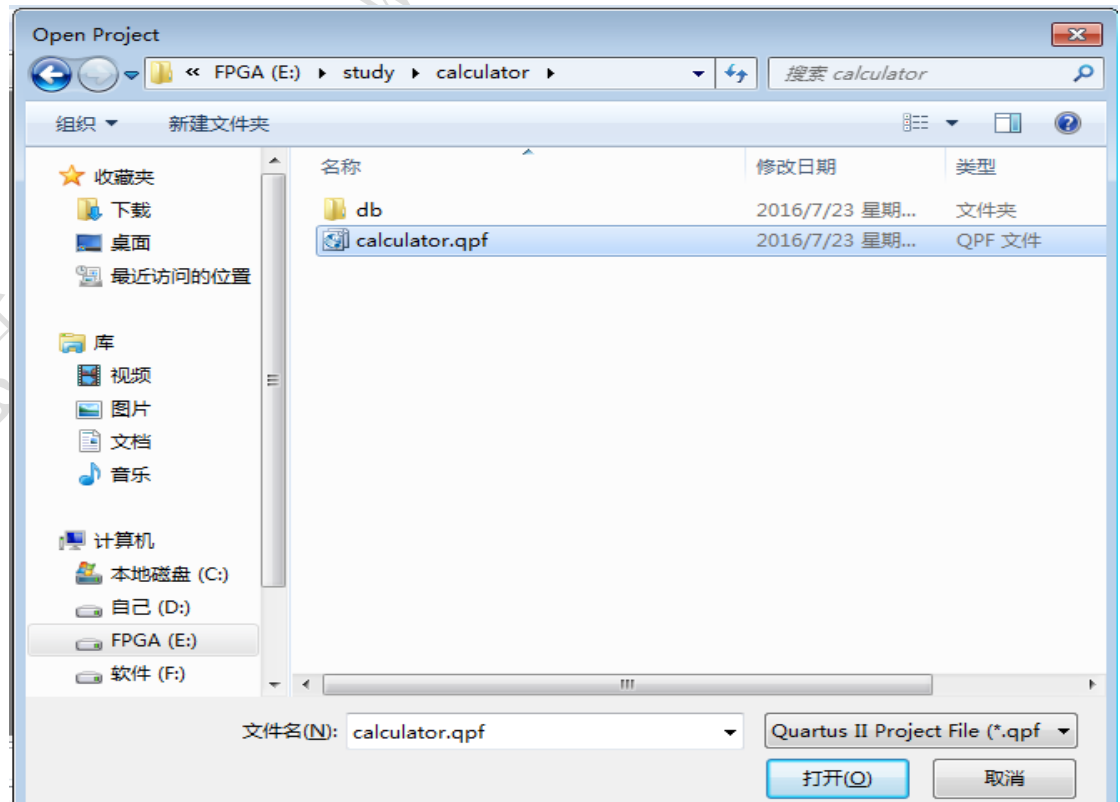 Open Project
« FPGA (E:) ▸ study ▸ calculator ▸
搜索 calculator
组织 新建文件夹
名称 修改日期 类型
db 2016/7/23 星期... 文件夹
calculator.qpf 2016/7/23 星期... QPF 文件
收藏夹
下载
桌面
最近访问的位置
库
视频
图片
文档
音乐
计算机
本地磁盘 (C:)
自己 (D:)
FPGA (E:)
软件 (F:)
文件名(N): calculator.qpf
Quartus II Project File (*.qpf
打开(O) 取消